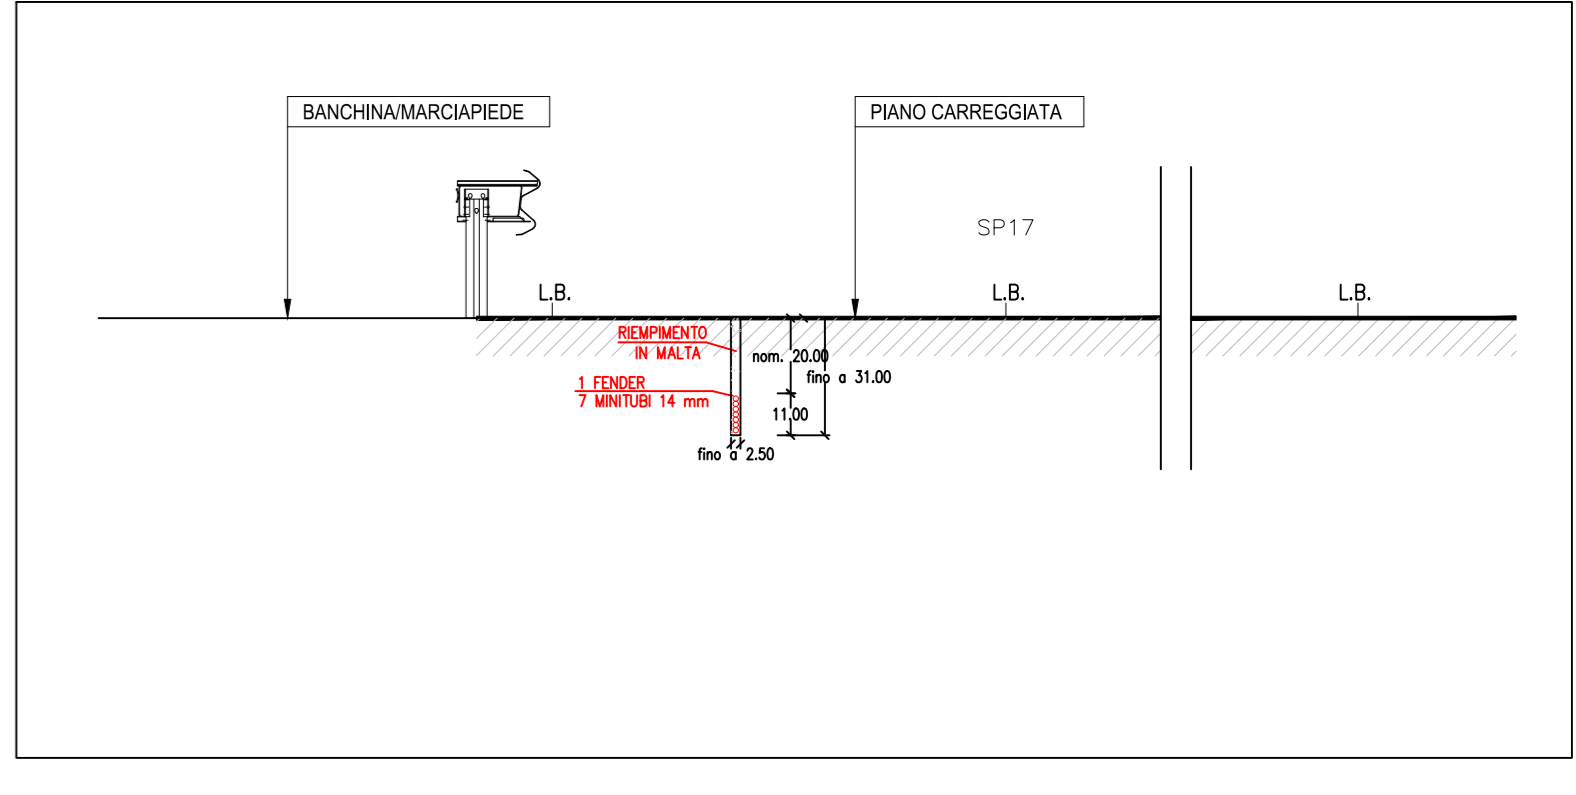 BANCHINA/MARCIAPIEDE
PIANO CARREGGIATA
SP17
L.B.
L.B.
L.B.
RIEMPIMENTO
IN MALTA
nom. 20.00
fino a 31.00
1 FENDER
7 MINITUBI 14 mm
11.00
fino a 2.50